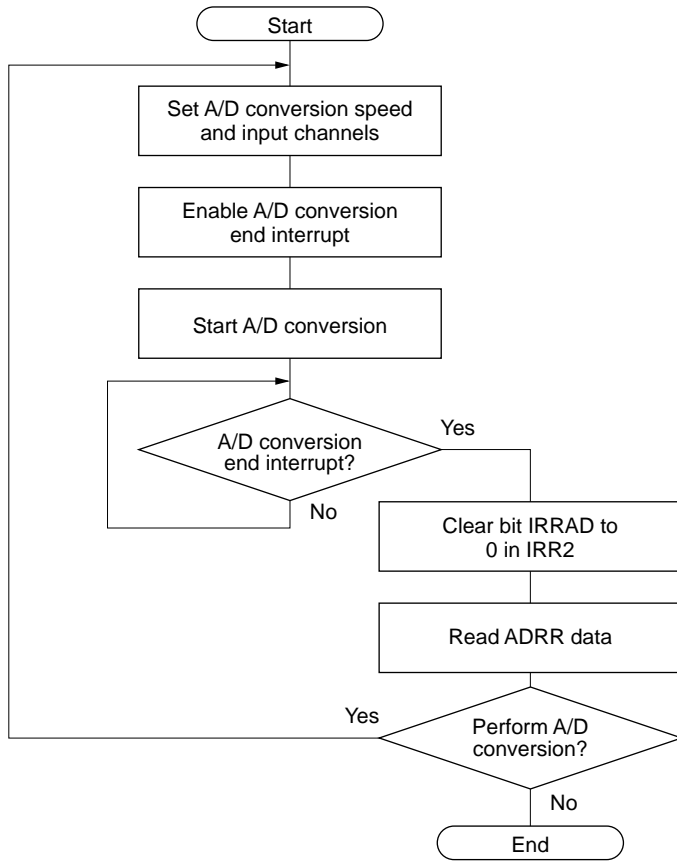 Start
Set A/D conversion speed
and input channels
Enable A/D conversion
end interrupt
Start A/D conversion
A/D conversion
end interrupt?
Yes
No
Clear bit IRRAD to
0 in IRR2
Read ADRR data
Yes
Perform A/D
conversion?
No
End